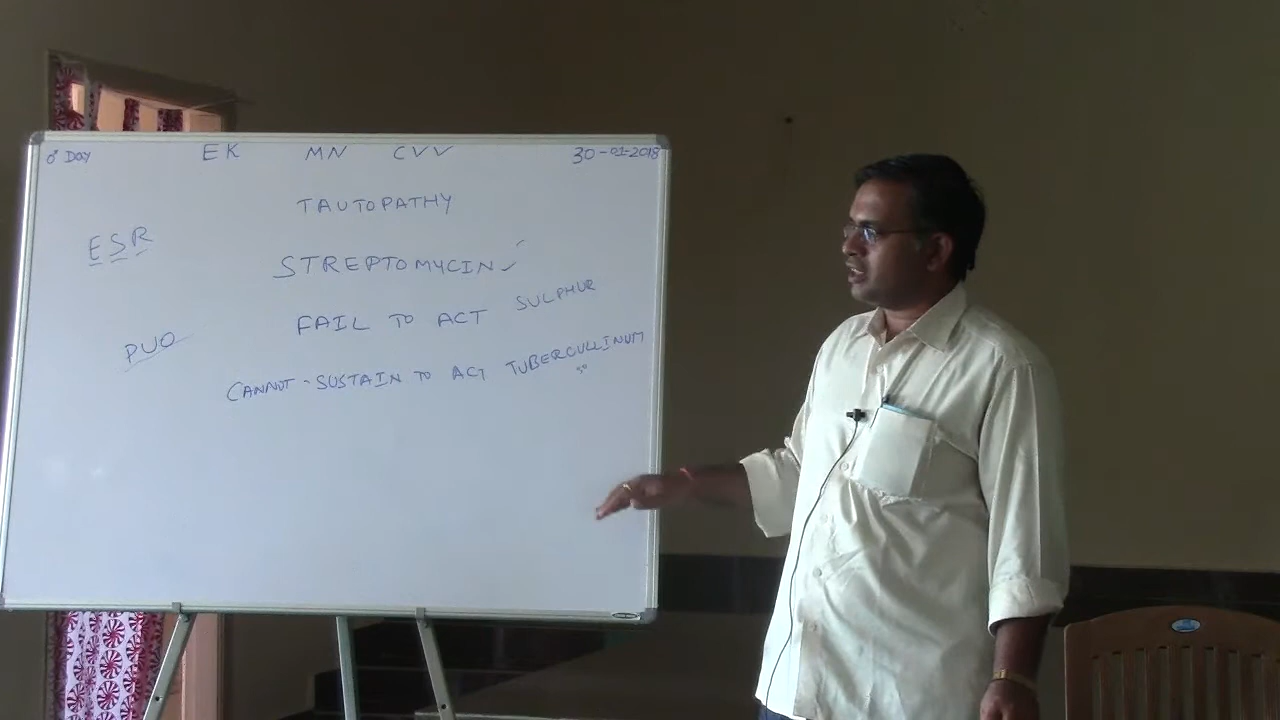 ♂ DAY EK MN CVV 30-01-2018
TAUTOPATHY
ESR
STREPTOMYCIN ✓
FAIL TO ACT SULPHUR
PUO
CANNOT - SUSTAIN TO ACT TUBERCULLINUM